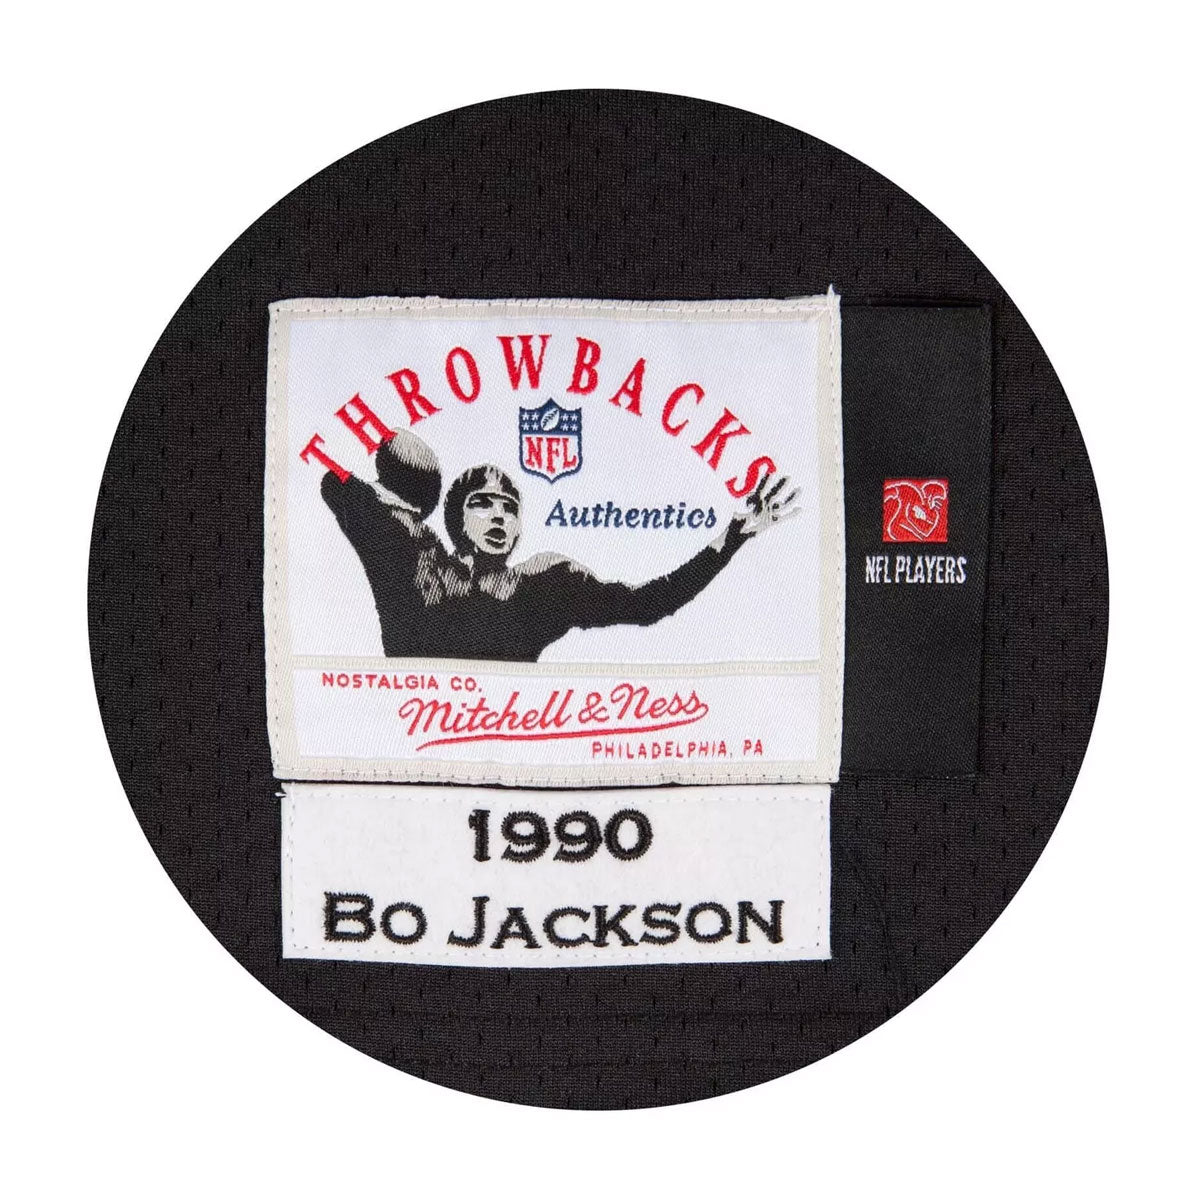 THROWBACKS
NFL
Authentics
NFL PLAYERS
NOSTALGIA CO.
Mitchell & Ness
PHILADELPHIA, PA
1990
BO JACKSON